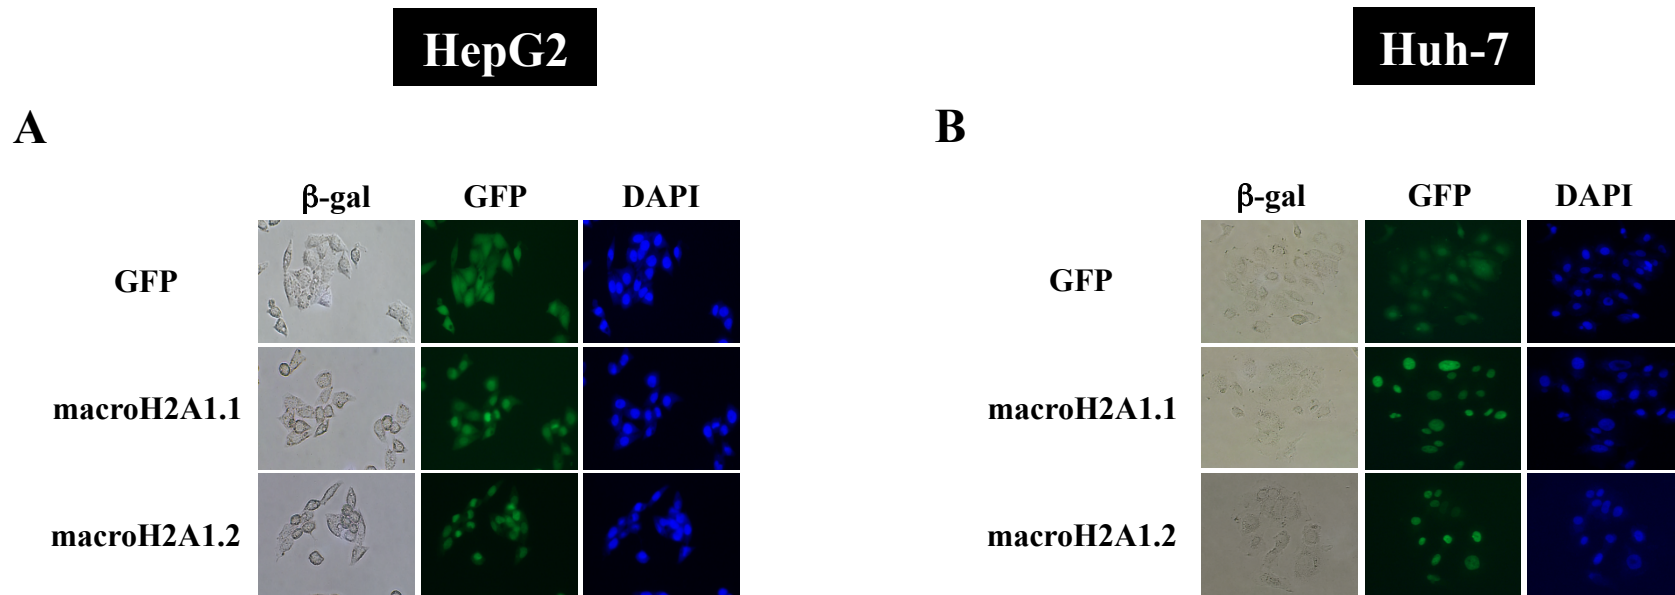 HepG2
Huh-7
A
B
β-gal GFP DAPI
β-gal GFP DAPI
GFP
GFP
macroH2A1.1
macroH2A1.1
macroH2A1.2
macroH2A1.2